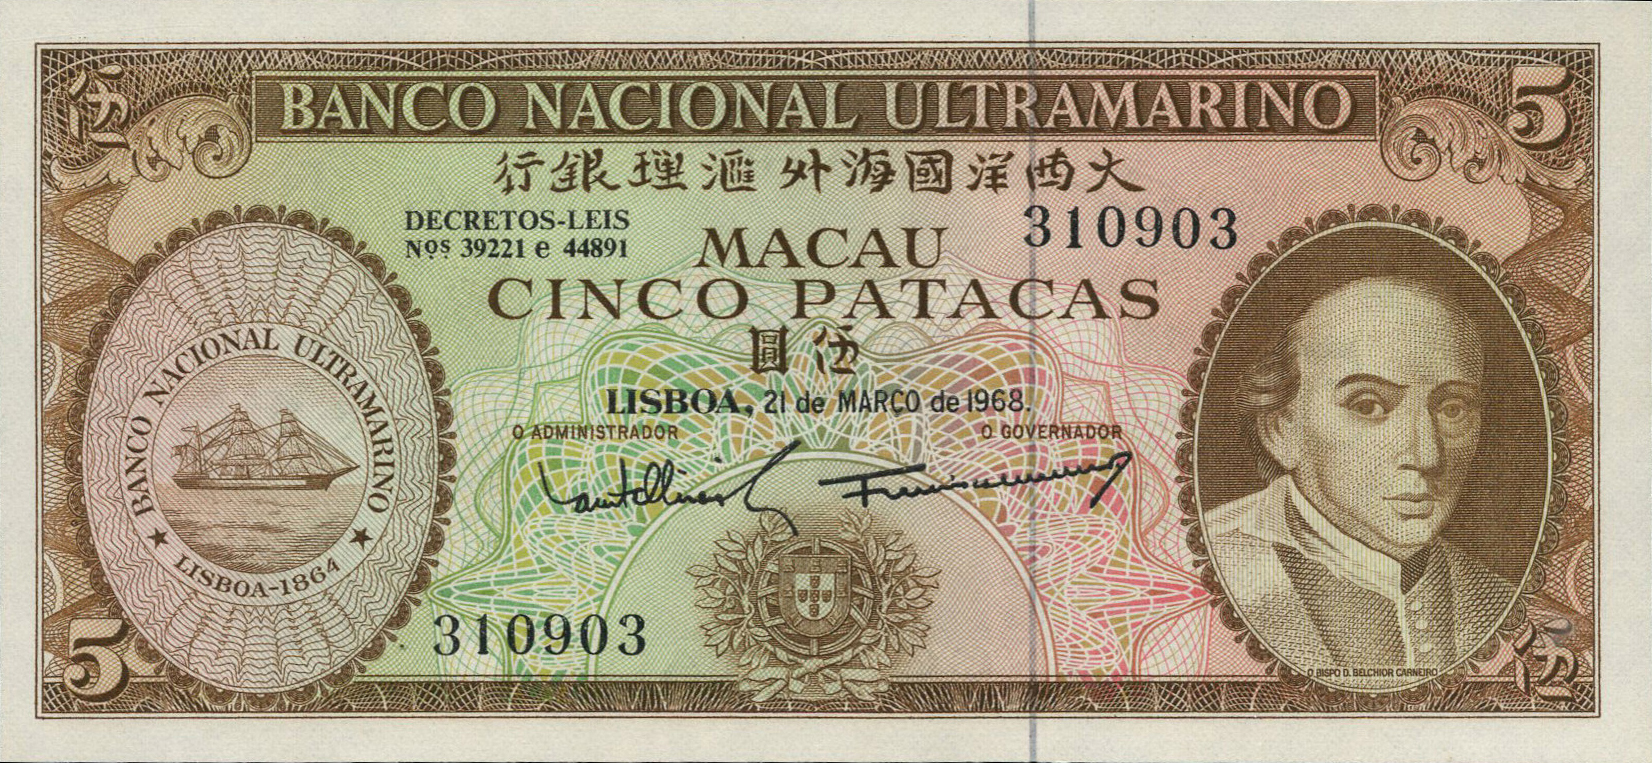 伍
5
BANCO NACIONAL ULTRAMARINO
大西洋國海外滙理銀行
DECRETOS-LEIS
Nos 39221 e 44891
310903
MACAU
CINCO PATACAS
伍圓
LISBOA, 21 de MARÇO de 1968.
O ADMINISTRADOR
O GOVERNADOR
BANCO NACIONAL ULTRAMARINO
★ LISBOA-1864 ★
310903
5
O BISPO D. BELCHIOR CARNEIRO
伍